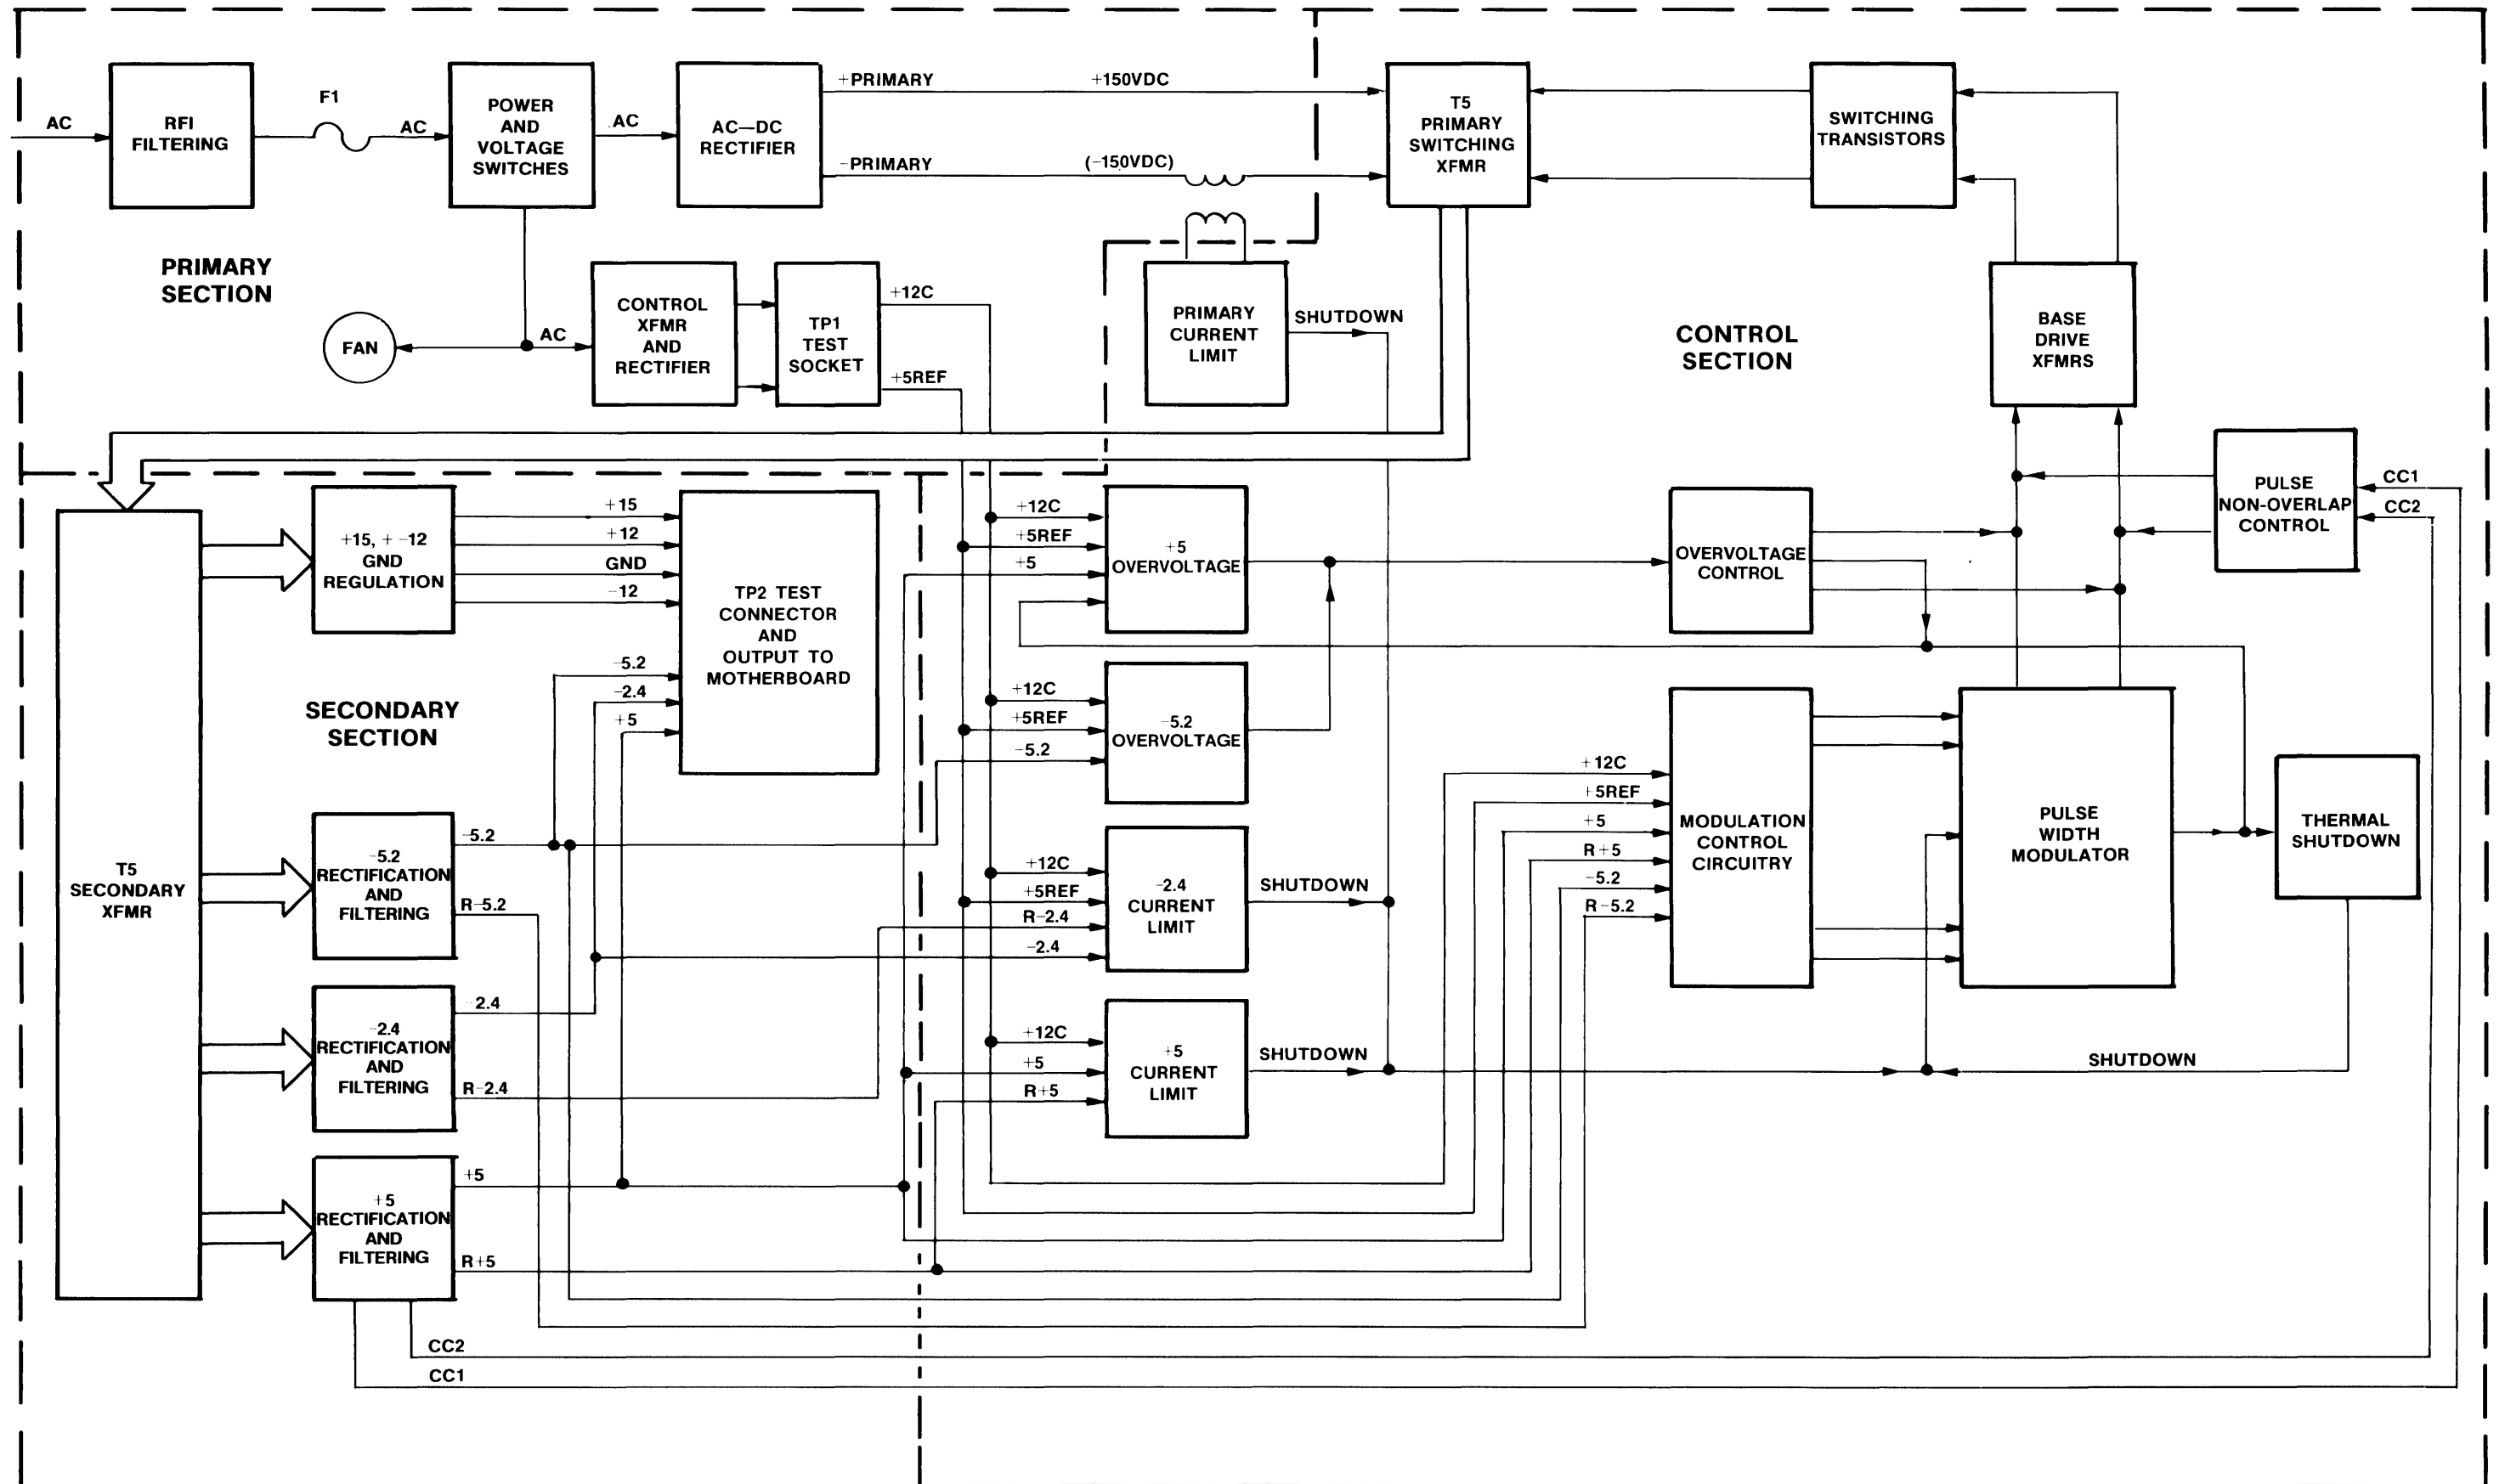 AC
RFI
FILTERING
F1
AC
POWER
AND
VOLTAGE
SWITCHES
AC
AC—DC
RECTIFIER
+PRIMARY
+150VDC
-PRIMARY
(-150VDC)
T5
PRIMARY
SWITCHING
XFMR
SWITCHING
TRANSISTORS
PRIMARY
SECTION
FAN
AC
CONTROL
XFMR
AND
RECTIFIER
TP1
TEST
SOCKET
+12C
+5REF
PRIMARY
CURRENT
LIMIT
SHUTDOWN
CONTROL
SECTION
BASE
DRIVE
XFMRS
PULSE
NON-OVERLAP
CONTROL
CC1
CC2
T5
SECONDARY
XFMR
+15, + -12
GND
REGULATION
+15
+12
GND
-12
-5.2
-2.4
+5
TP2 TEST
CONNECTOR
AND
OUTPUT TO
MOTHERBOARD
SECONDARY
SECTION
+12C
+5REF
+5
+5
OVERVOLTAGE
OVERVOLTAGE
CONTROL
+12C
+5REF
-5.2
-5.2
OVERVOLTAGE
-5.2
RECTIFICATION
AND
FILTERING
-5.2
R-5.2
+12C
+5REF
R-2.4
-2.4
-2.4
CURRENT
LIMIT
SHUTDOWN
+12C
+5REF
+5
R+5
-5.2
R-5.2
MODULATION
CONTROL
CIRCUITRY
PULSE
WIDTH
MODULATOR
THERMAL
SHUTDOWN
-2.4
RECTIFICATION
AND
FILTERING
-2.4
R-2.4
+12C
+5
R+5
+5
CURRENT
LIMIT
SHUTDOWN
SHUTDOWN
+5
RECTIFICATION
AND
FILTERING
+5
R+5
CC2
CC1